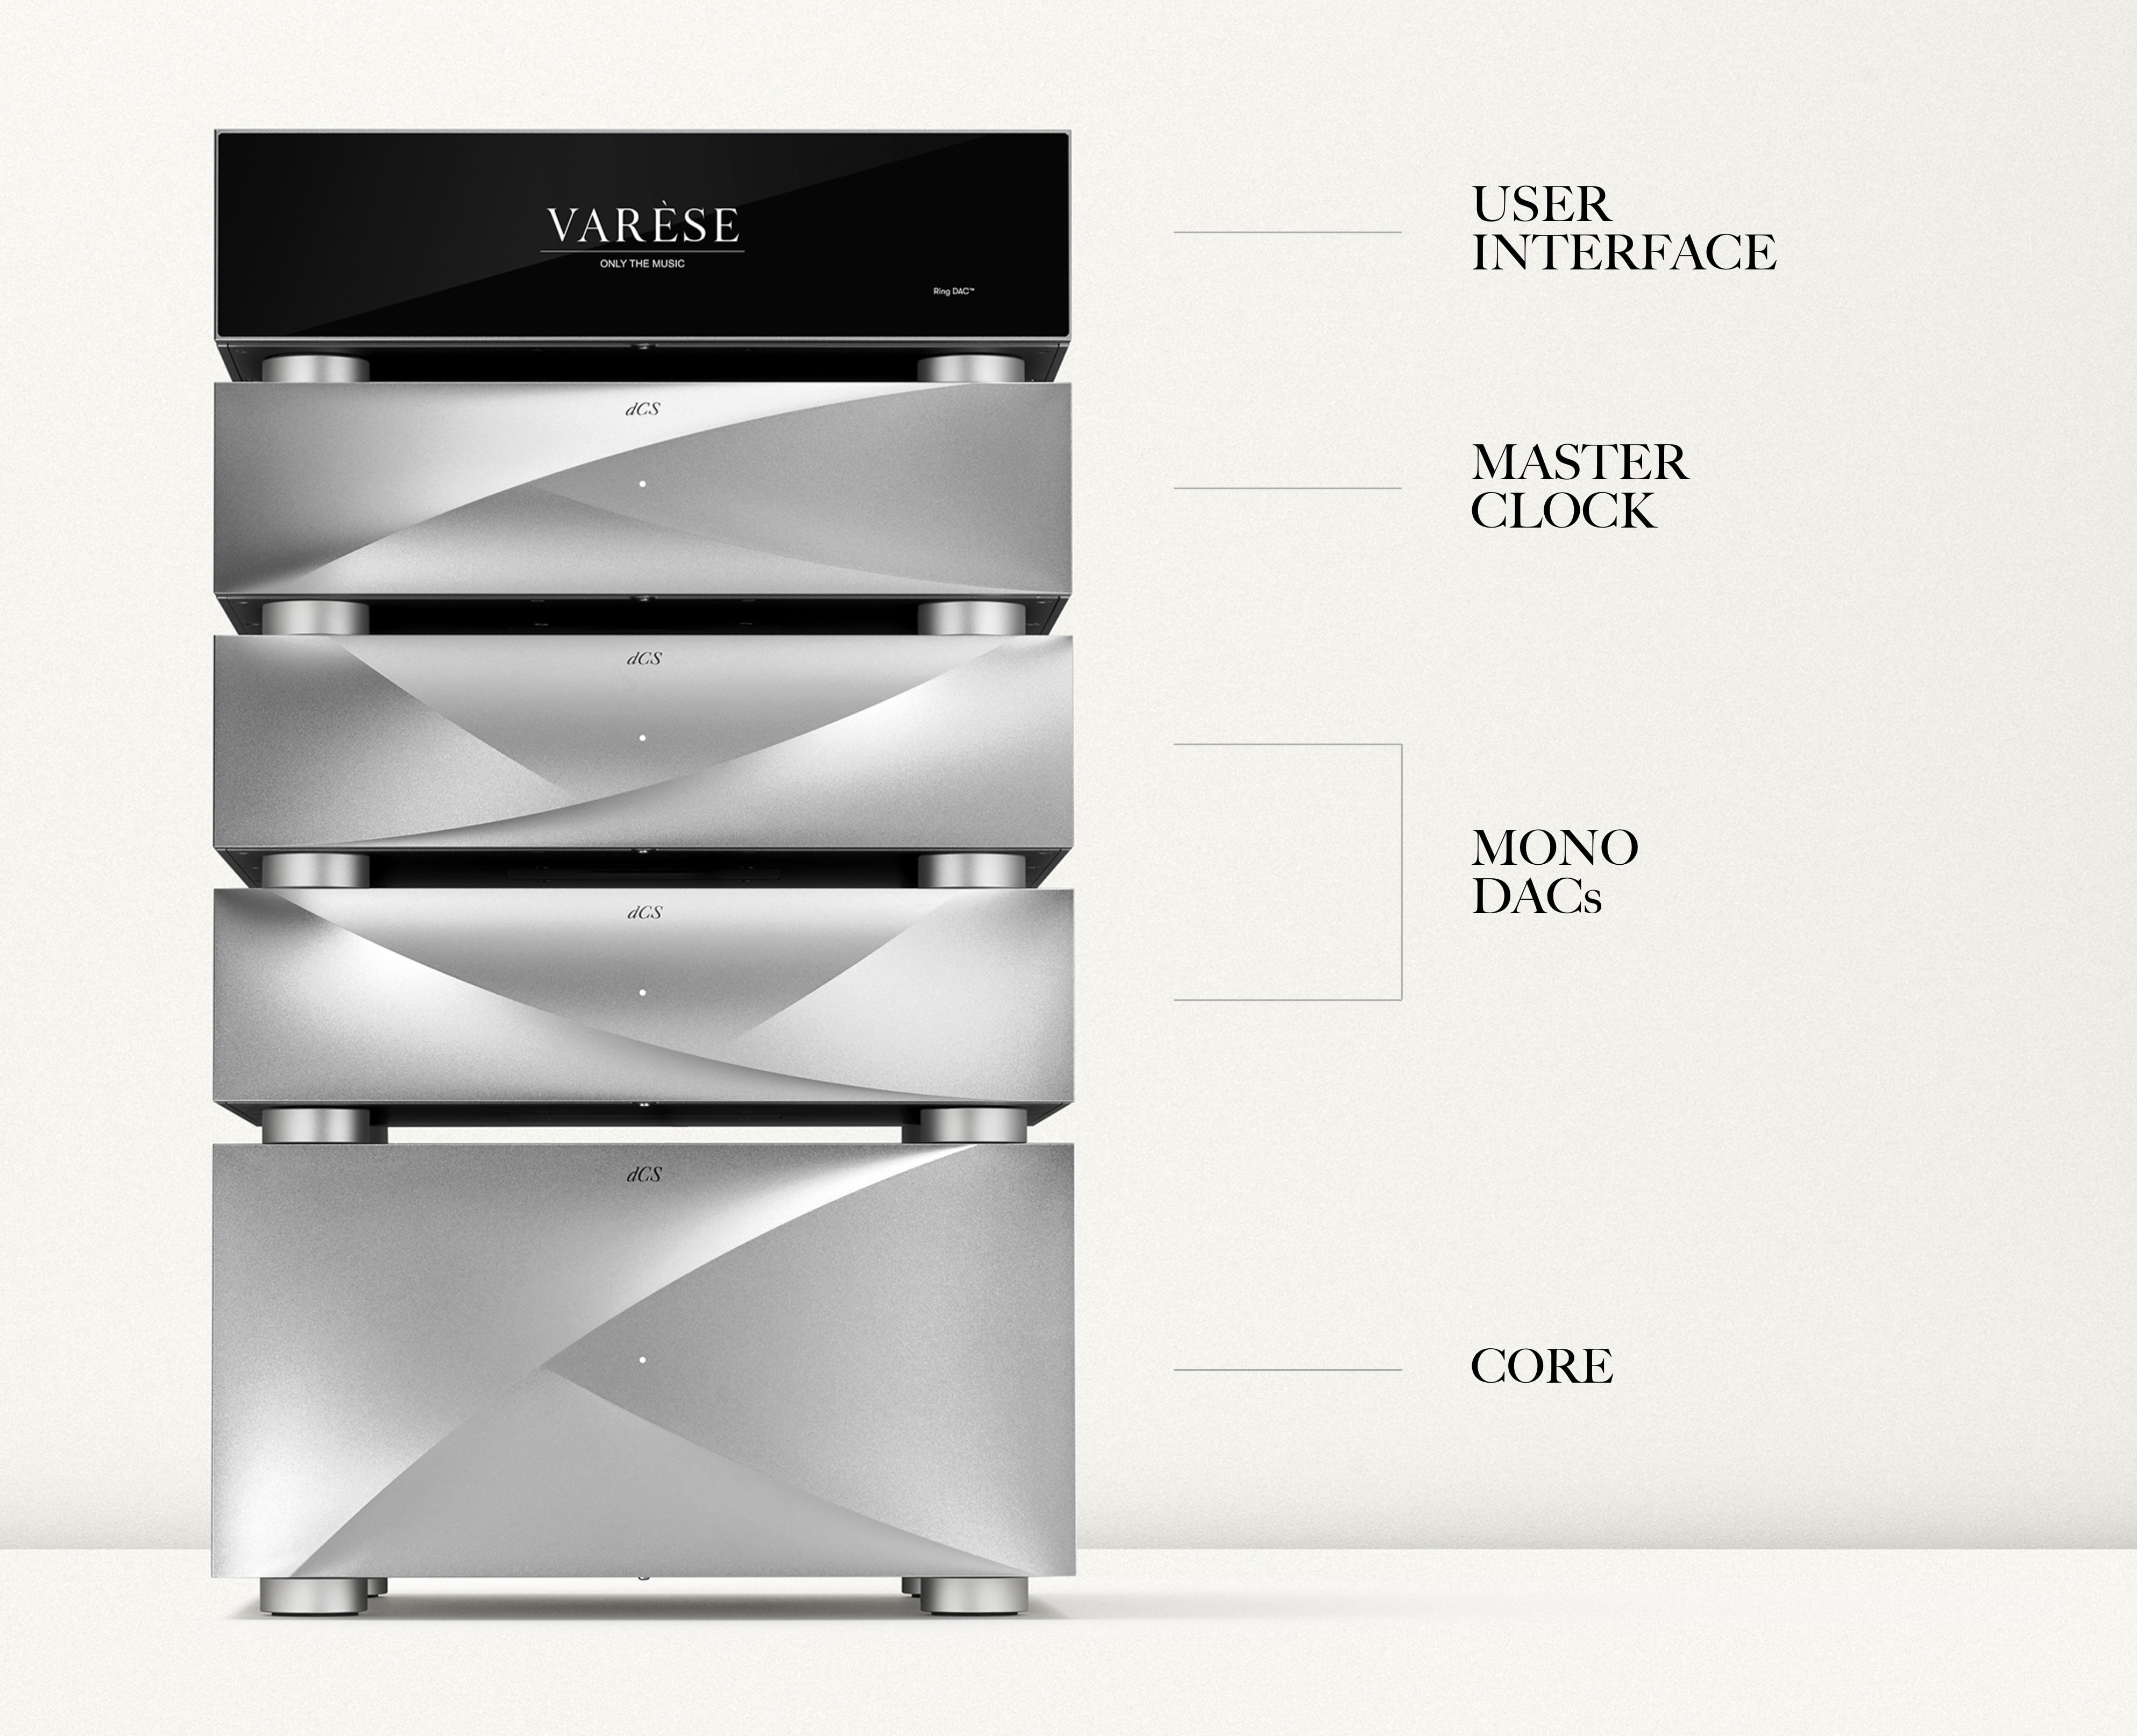 VARÈSE
ONLY THE MUSIC
Ring DAC™
USER
INTERFACE
dCS
MASTER
CLOCK
dCS
dCS
MONO
DACs
dCS
CORE